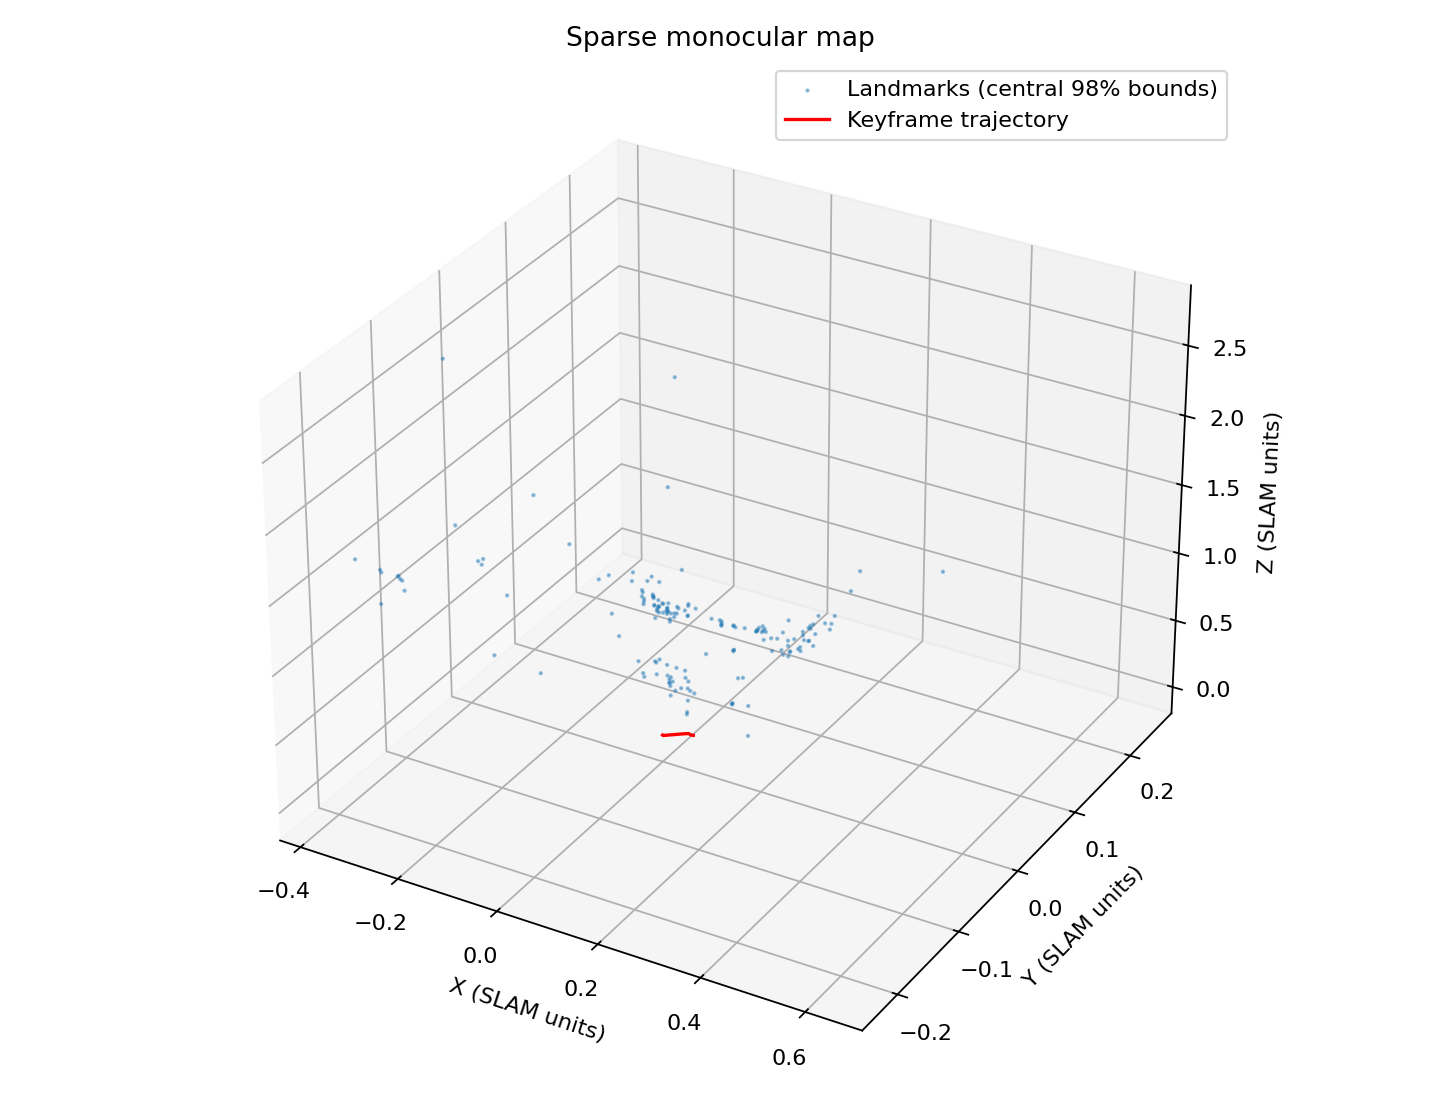 Sparse monocular map
Landmarks (central 98% bounds)
Keyframe trajectory
2.5
2.0
1.5
1.0
0.5
0.0
Z (SLAM units)
0.2
0.1
0.0
−0.1
−0.2
Y (SLAM units)
−0.4
−0.2
0.0
0.2
0.4
0.6
X (SLAM units)